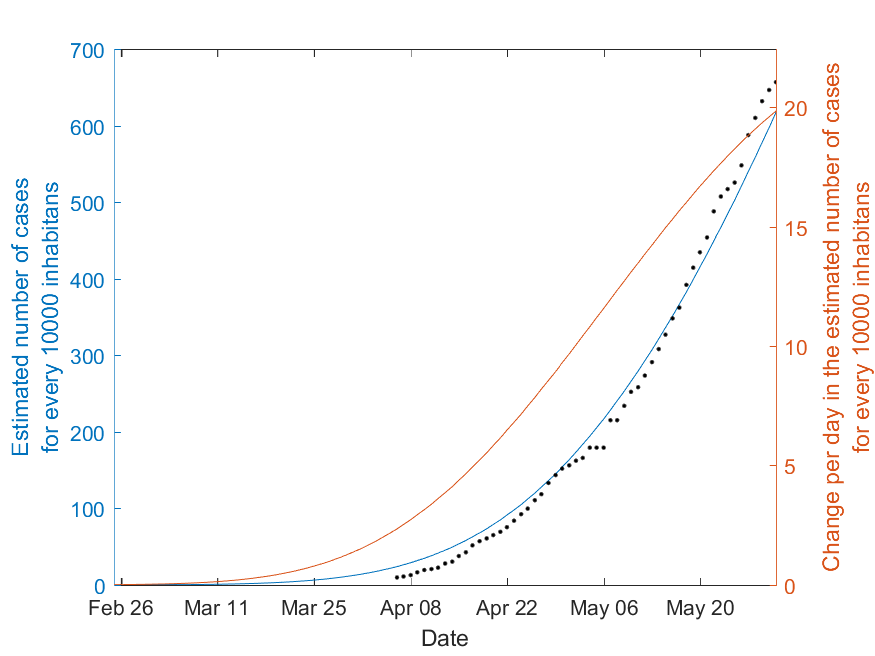 700
600
500
400
300
200
100
0
Estimated number of cases
for every 10000 inhabitans
20
15
10
5
0
Change per day in the estimated number of cases
for every 10000 inhabitans
Feb 26 Mar 11 Mar 25 Apr 08 Apr 22 May 06 May 20
Date